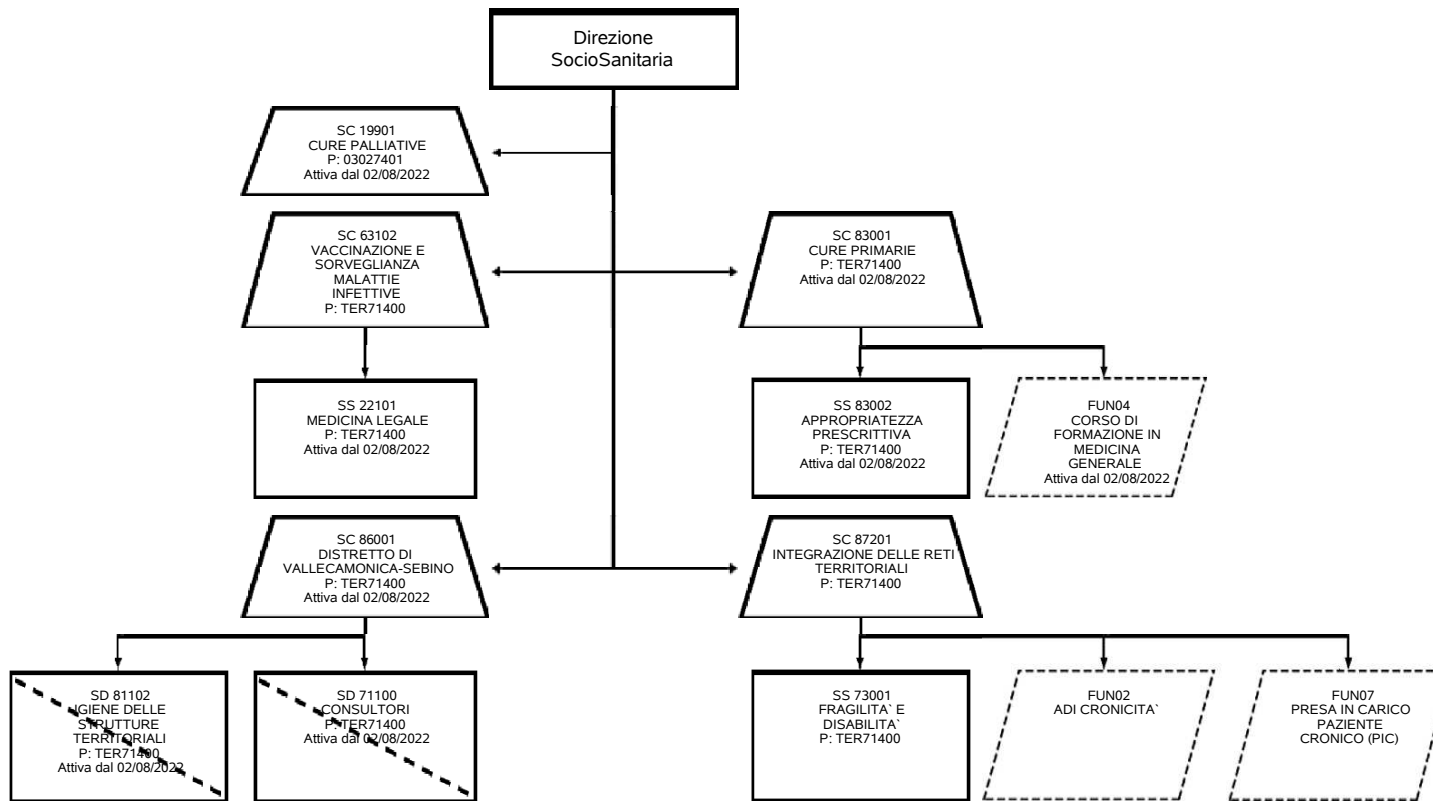 Direzione
SocioSanitaria
SC 19901
CURE PALLIATIVE
P: 03027401
Attiva dal 02/08/2022
SC 63102
VACCINAZIONE E
SORVEGLIANZA
MALATTIE
INFETTIVE
P: TER71400
SC 83001
CURE PRIMARIE
P: TER71400
Attiva dal 02/08/2022
SS 22101
MEDICINA LEGALE
P: TER71400
Attiva dal 02/08/2022
SS 83002
APPROPRIATEZZA
PRESCRITTIVA
P: TER71400
Attiva dal 02/08/2022
FUN04
CORSO DI
FORMAZIONE IN
MEDICINA
GENERALE
Attiva dal 02/08/2022
SC 86001
DISTRETTO DI
VALLECAMONICA-SEBINO
P: TER71400
Attiva dal 02/08/2022
SC 87201
INTEGRAZIONE DELLE RETI
TERRITORIALI
P: TER71400
SD 81102
IGIENE DELLE
STRUTTURE
TERRITORIALI
P: TER71400
Attiva dal 02/08/2022
SD 71100
CONSULTORI
P: TER71400
Attiva dal 02/08/2022
SS 73001
FRAGILITA` E
DISABILITA`
P: TER71400
FUN02
ADI CRONICITA`
FUN07
PRESA IN CARICO
PAZIENTE
CRONICO (PIC)